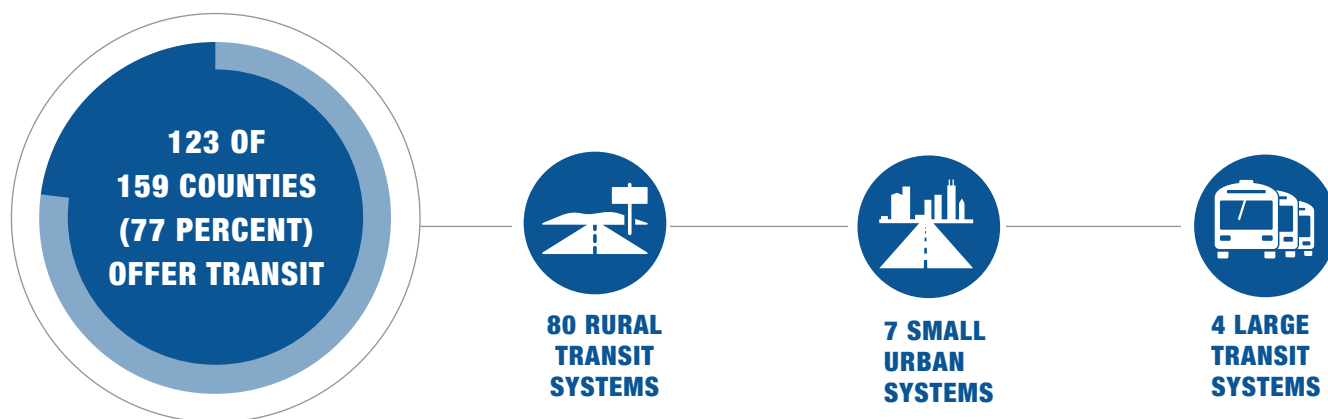 123 OF
159 COUNTIES
(77 PERCENT)
OFFER TRANSIT
80 RURAL
TRANSIT
SYSTEMS
7 SMALL
URBAN
SYSTEMS
4 LARGE
TRANSIT
SYSTEMS